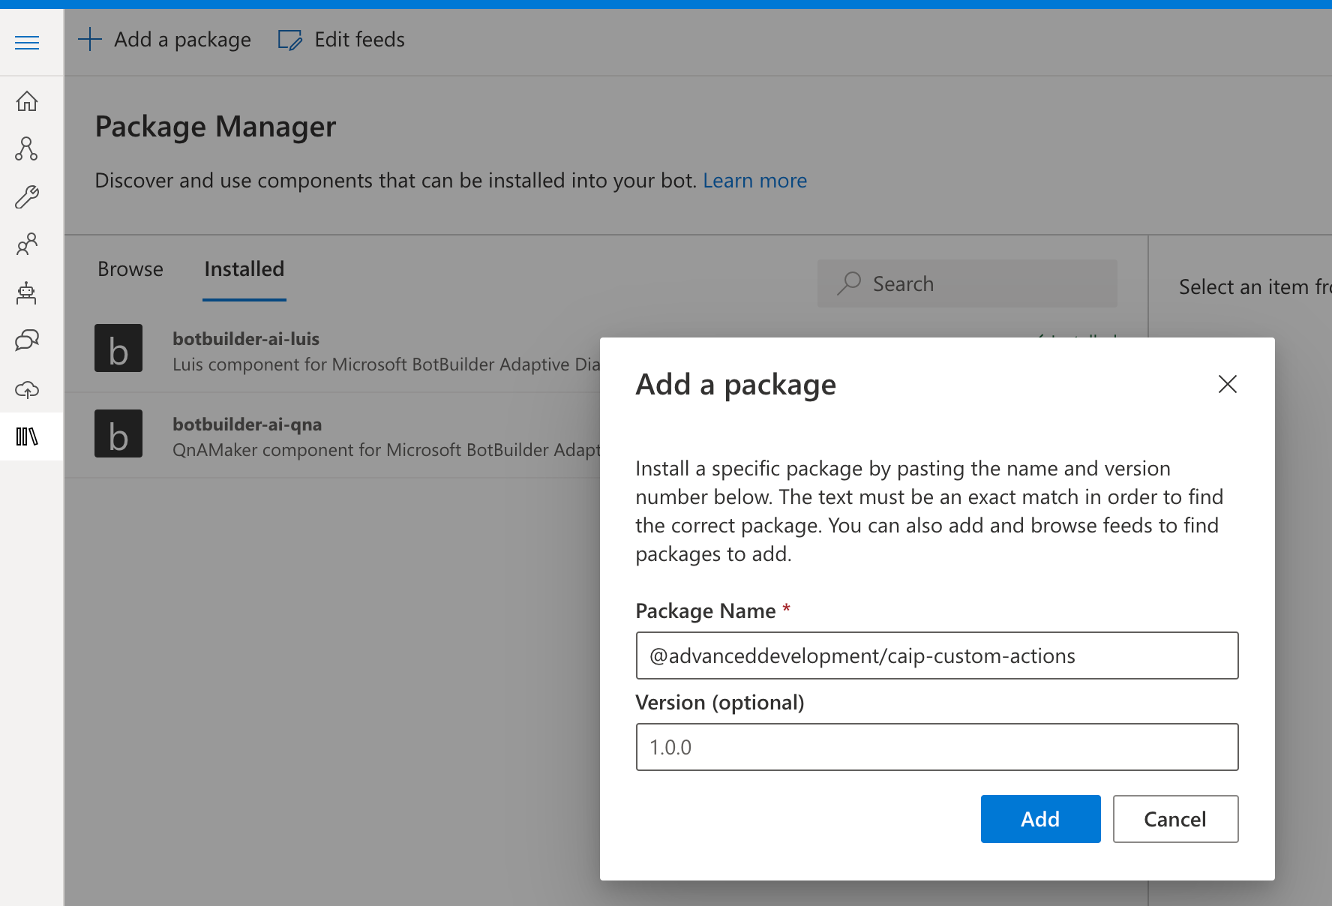 Add a package
Edit feeds
Package Manager
Discover and use components that can be installed into your bot. Learn more
Browse
Installed
Search
Select an item
b
botbuilder-ai-luis
Luis component for Microsoft BotBuilder Adaptive
b
botbuilder-ai-qna
QnAMaker component for Microsoft BotBuilder
Add a package
Install a specific package by pasting the name and version
number below. The text must be an exact match in order to find
the correct package. You can also add and browse feeds to find
packages to add.
Package Name *
@advanceddevelopment/caip-custom-actions
Version (optional)
1.0.0
Add
Cancel